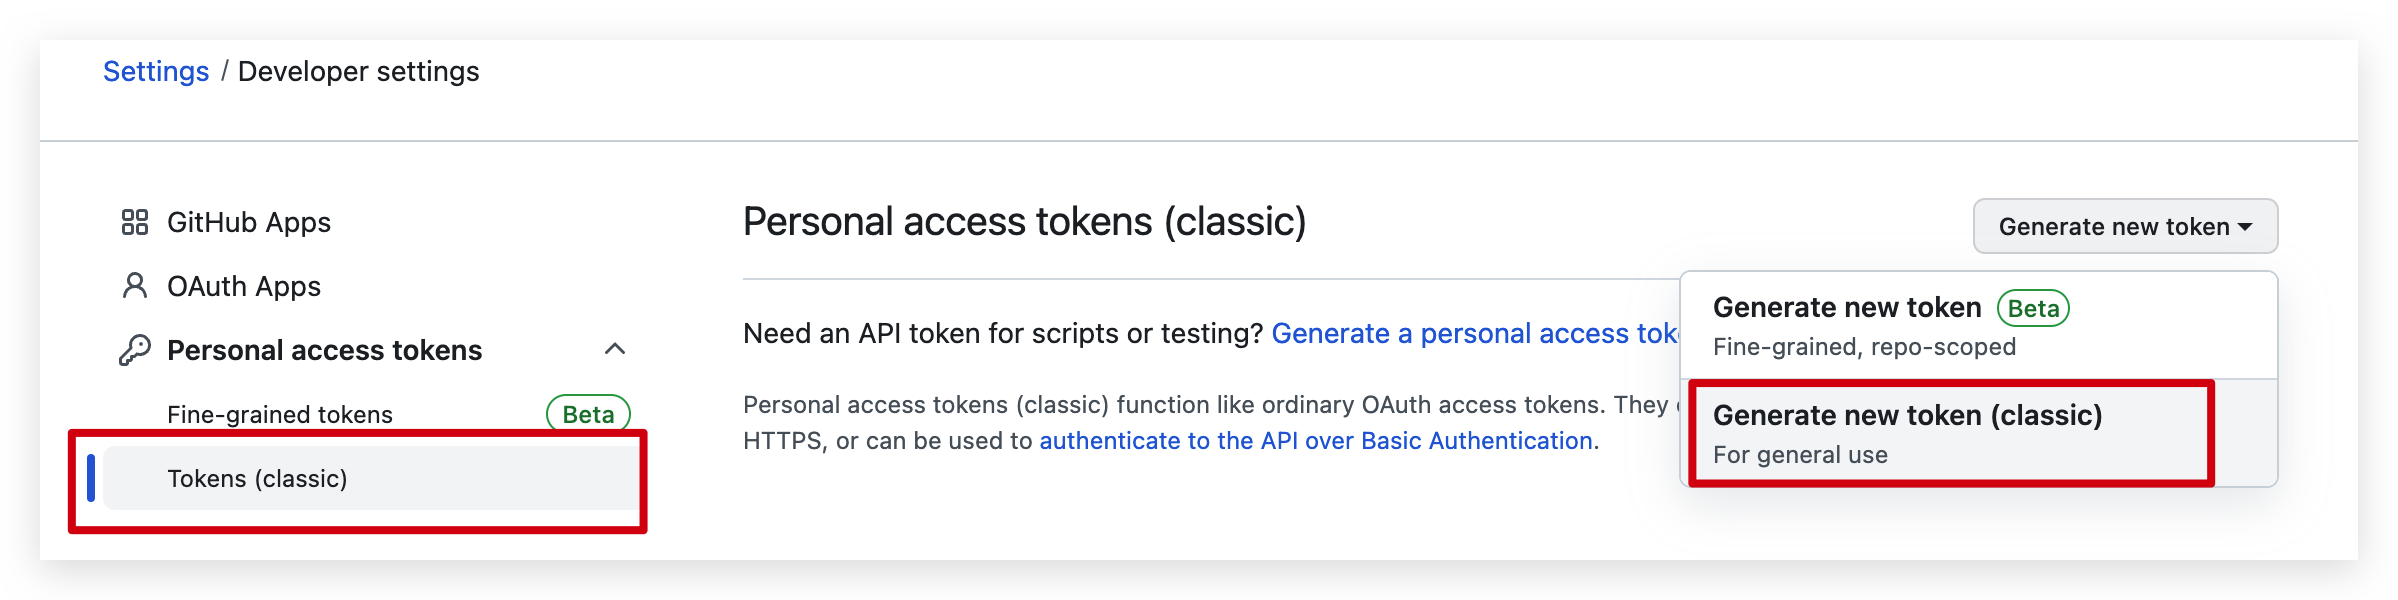 Settings / Developer settings
GitHub Apps
OAuth Apps
Personal access tokens
Fine-grained tokens Beta
Tokens (classic)
Personal access tokens (classic)
Generate new token
Need an API token for scripts or testing? Generate a personal access
Personal access tokens (classic) function like ordinary OAuth access tokens. They
HTTPS, or can be used to authenticate to the API over Basic Authentication.
Generate new token Beta
Fine-grained, repo-scoped
Generate new token (classic)
For general use